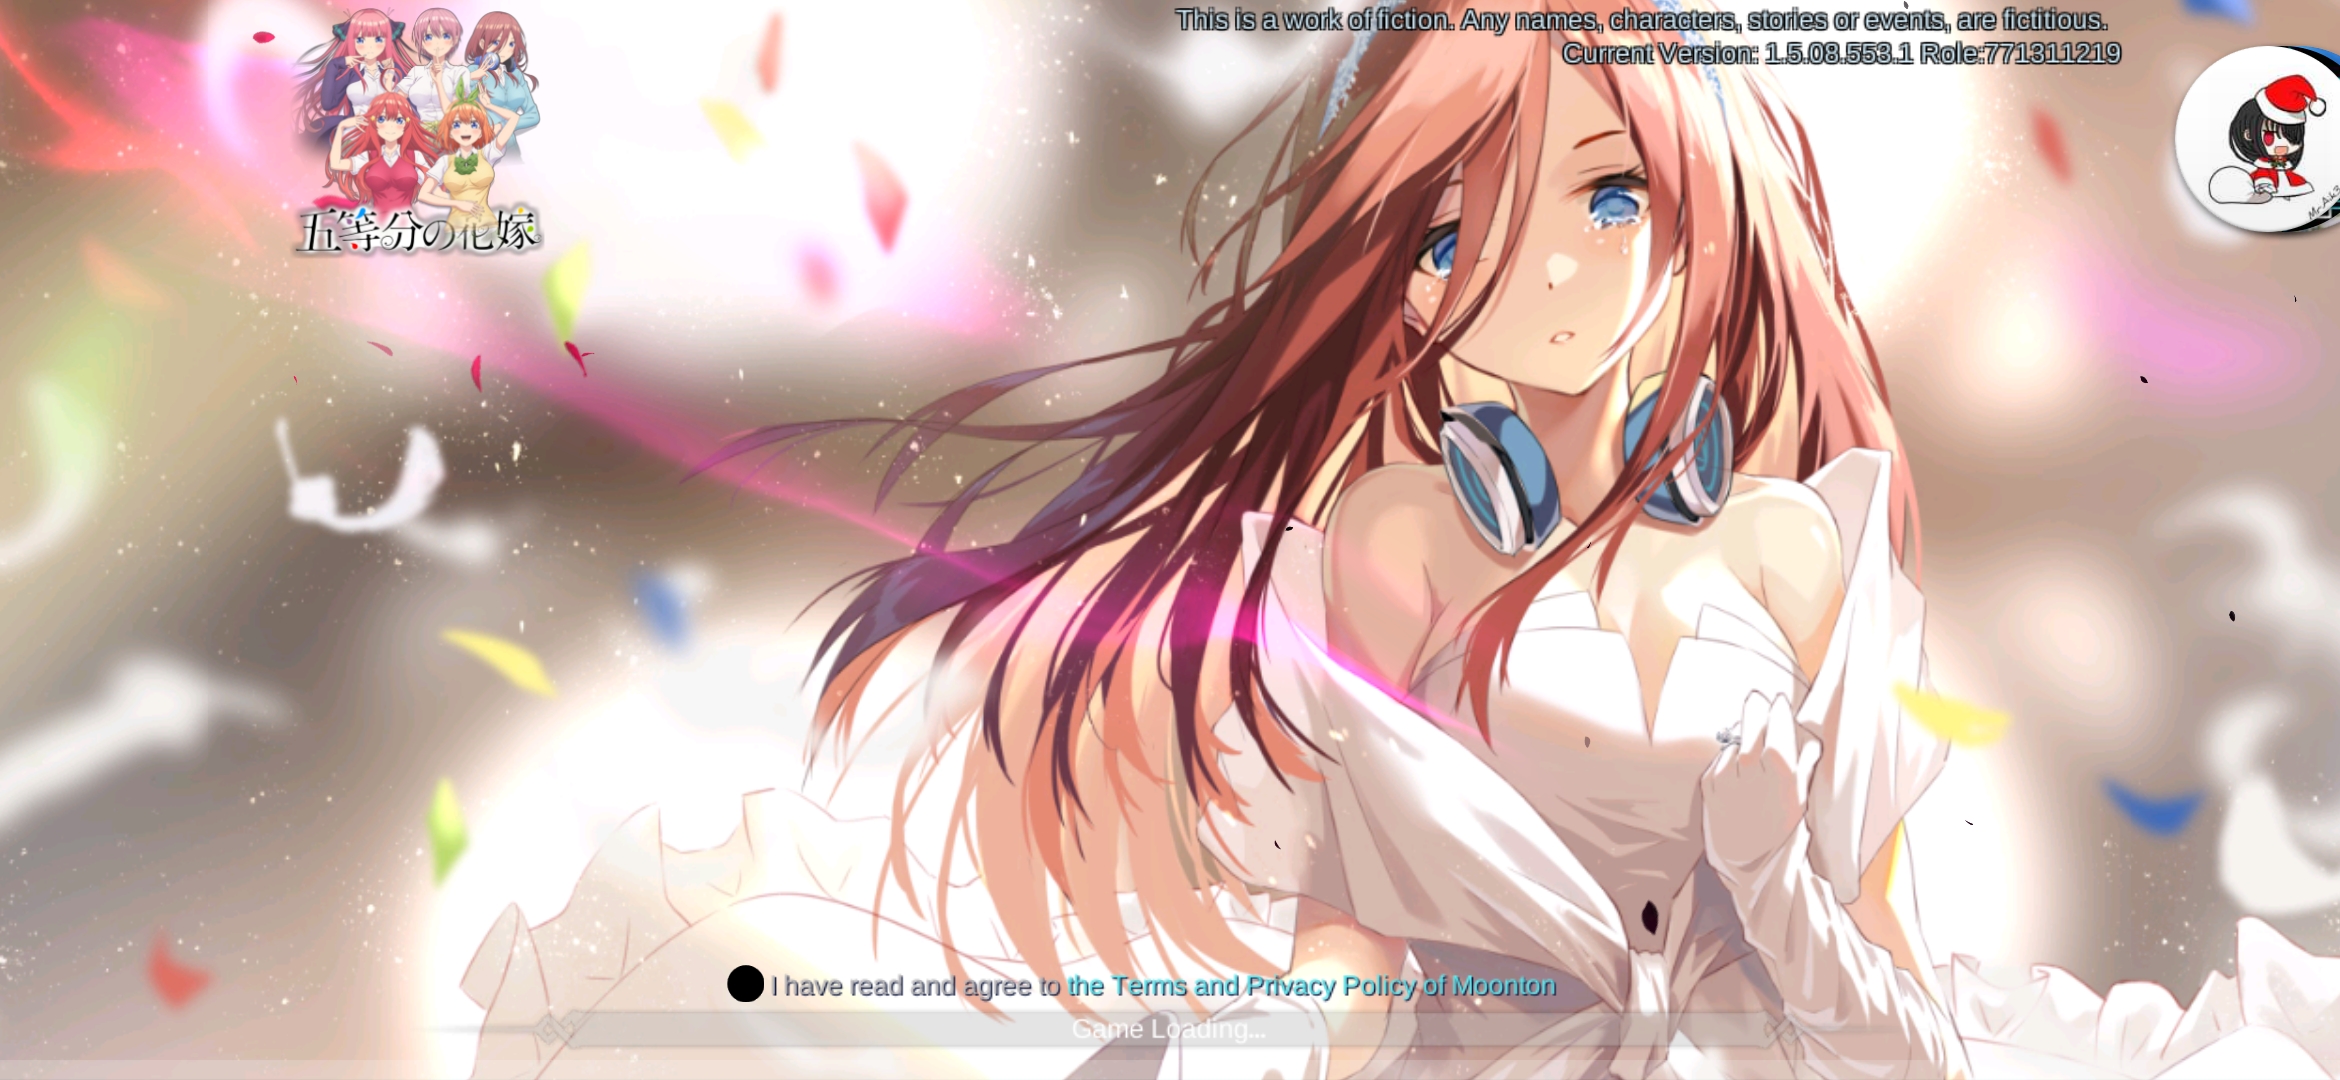 This is a work of fiction. Any names, characters, stories or events, are fictitious.
Current Version: 1.5.08.553.1 Role:771311219
五等分の花嫁
I have read and agree to the Terms and Privacy Policy of Moonton
Game Loading...